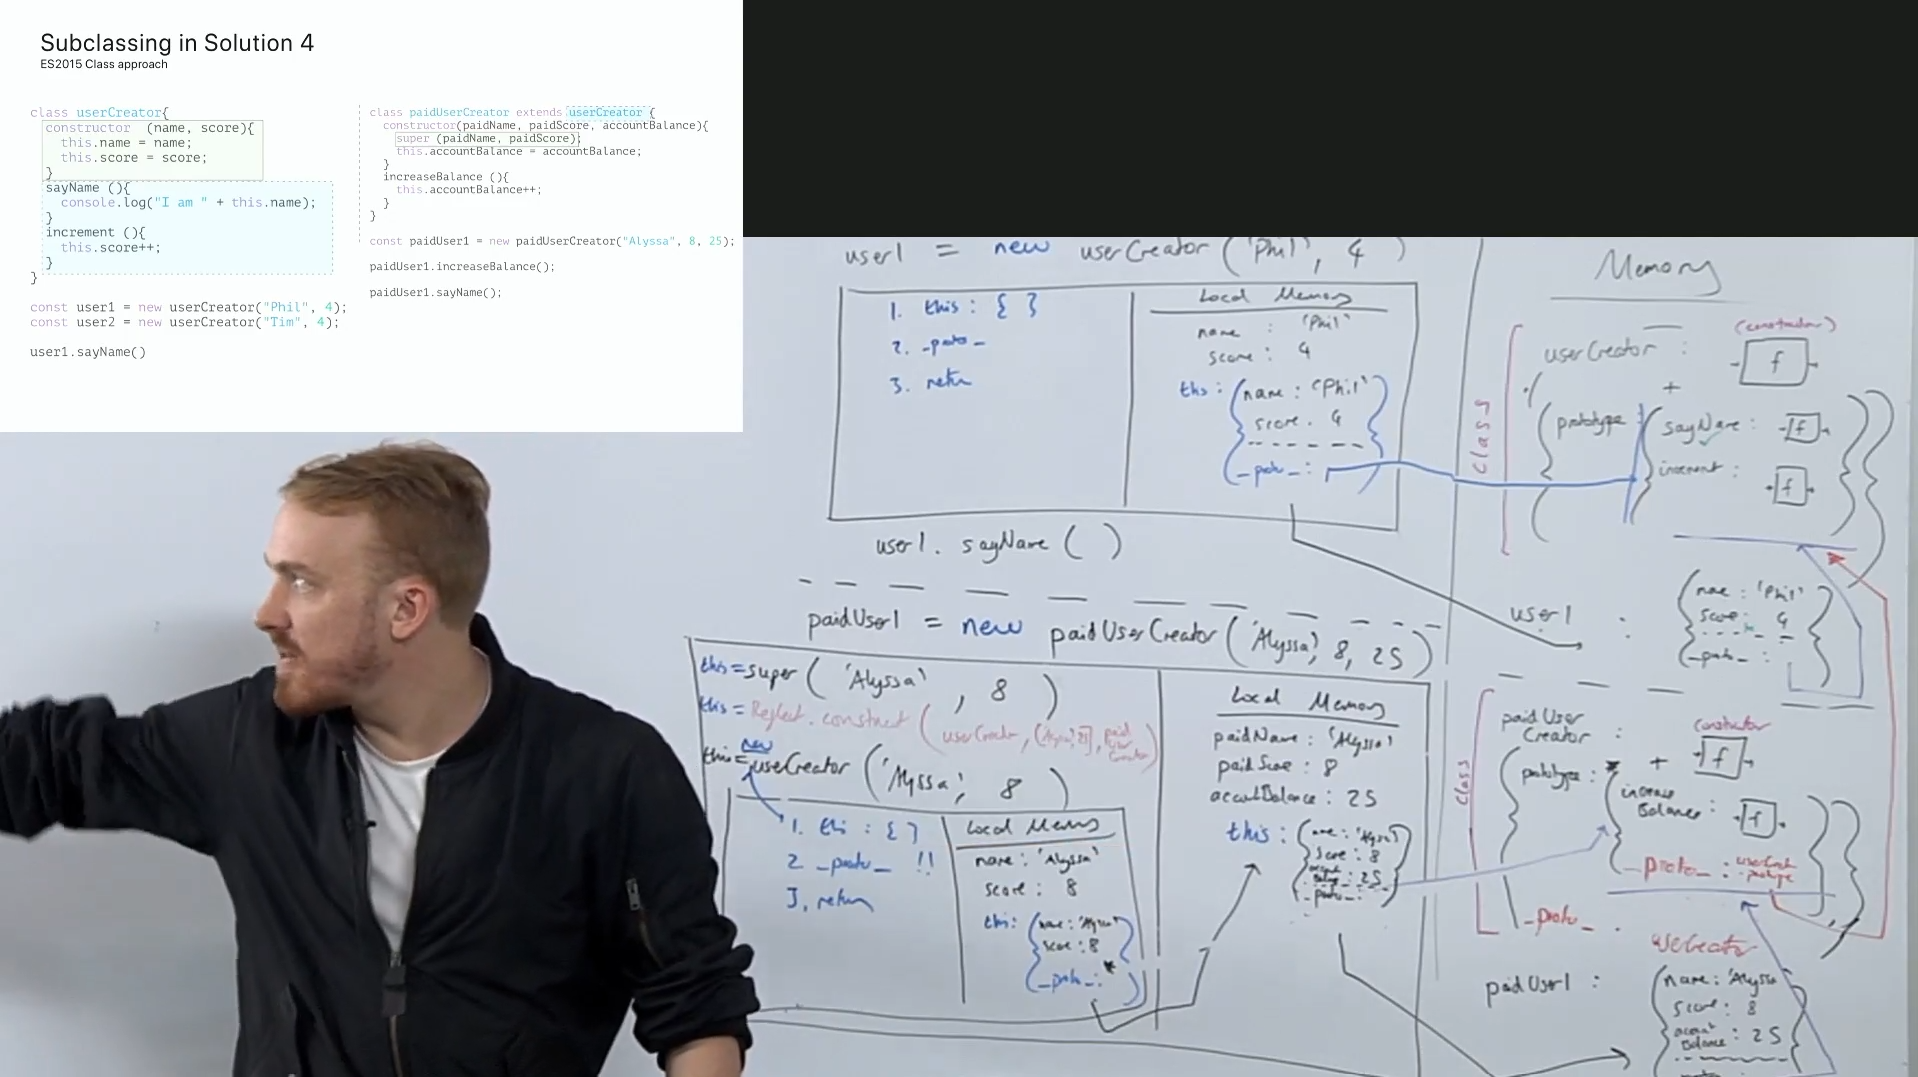 Subclassing in Solution 4
ES2015 Class approach
class userCreator{
constructor (name, score){
this.name = name;
this.score = score;
}
sayName (){
console.log("I am " + this.name);
}
increment (){
this.score++;
}
}
const user1 = new userCreator("Phil", 4);
const user2 = new userCreator("Tim", 4);
user1.sayName()
class paidUserCreator extends userCreator {
constructor(paidName, paidScore, accountBalance){
super (paidName, paidScore);
this.accountBalance = accountBalance;
}
increaseBalance (){
this.accountBalance++;
}
}
const paidUser1 = new paidUserCreator("Alyssa", 8, 25);
paidUser1.increaseBalance();
paidUser1.sayName();
user1 = new userCreator ('Phil', 4)
1. this : { }
2. _proto_
3. return
Local Memory
name : 'Phil'
score : 4
this : { name : 'Phil'
score : 4
_proto_ :
user1. sayName ( )
paidUser1 = new paidUserCreator ('Alyssa', 8, 25)
this = super ( 'Alyssa' , 8 )
this = Reflect.construct ( userCreator,
new
this = userCreator ('Alyssa', 8 )
1. this : { }
2 _proto_ !!
3. return
Local Memory
name : 'Alyssa'
score : 8
this: { name : 'Alyssa'
score : 8
_proto_ : *
Local Memory
paidName : 'Alyssa'
paidScore : 8
accountBalance : 25
this : { name : 'Alyssa'
score : 8
account Balance : 25
_proto_ :
Memory
class
(constructor)
userCreator : f
+
{ prototype { sayName : f
increment : f
user1 : { name : 'Phil'
score : 4
_proto_ :
class
paidUser Creator :
constructor
f
+
prototype : *
increase Balance : f
_proto_ : userCreator prototype
_proto_ :
userCreator
paidUser1 : { name : 'Alyssa
score : 8
account Balance : 25